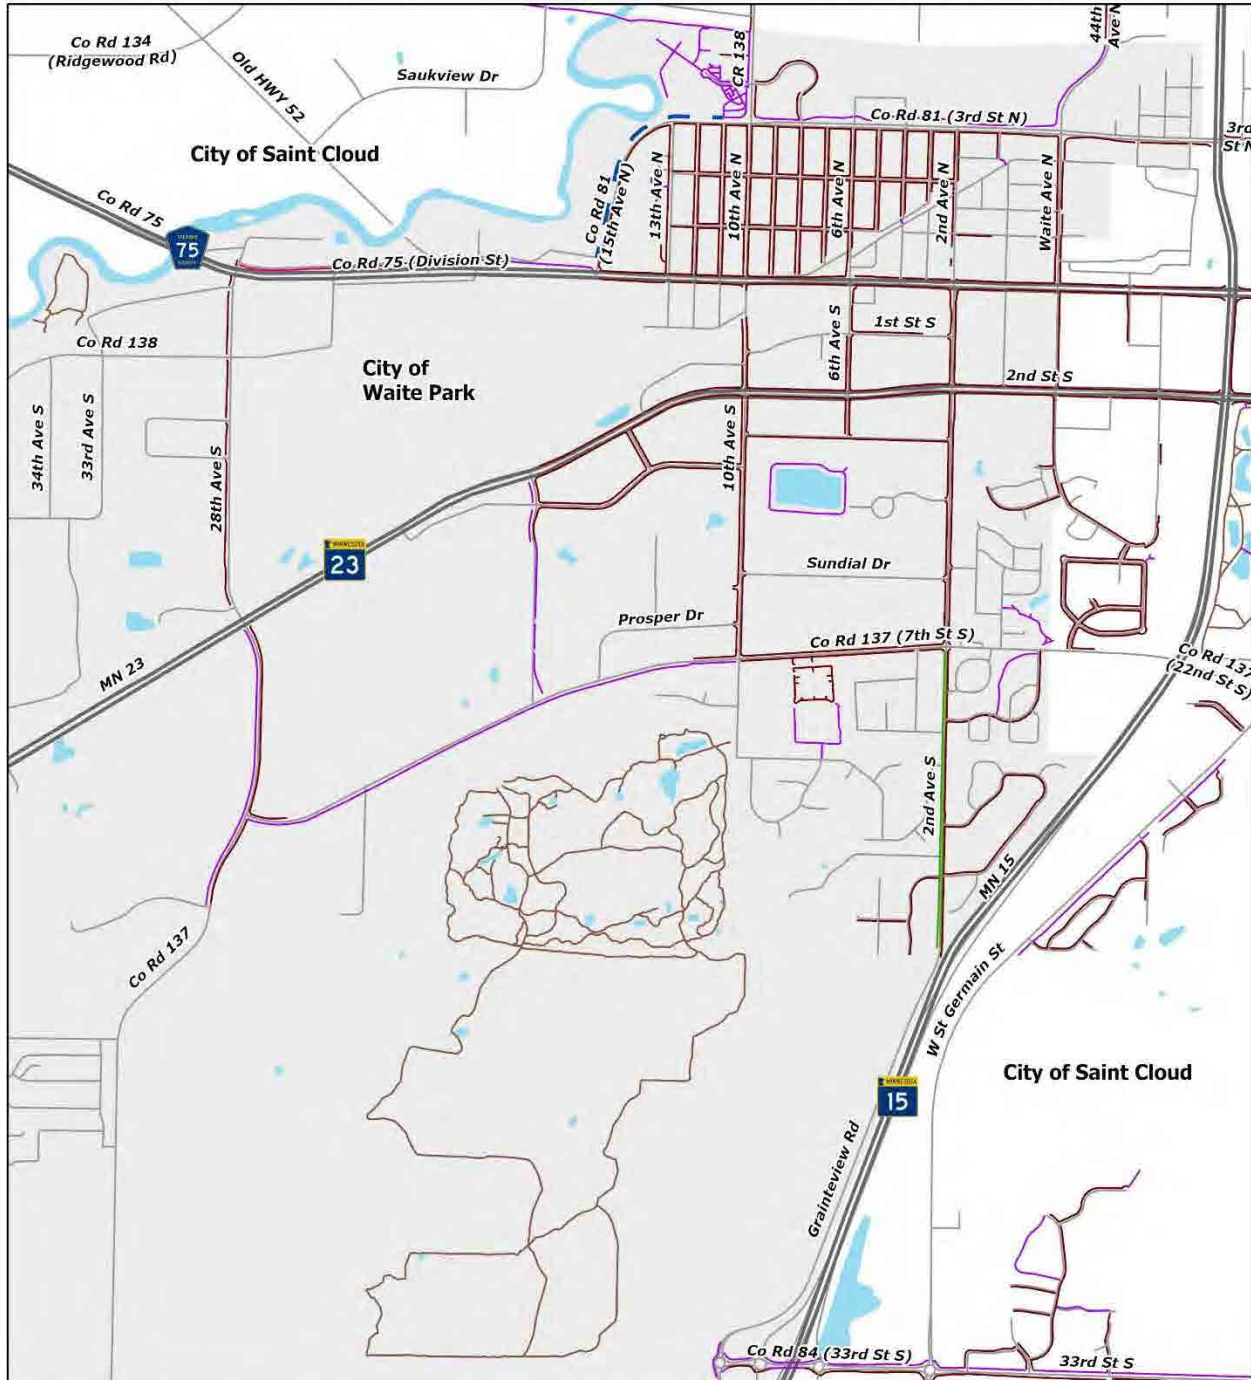 Co Rd 134
(Ridgewood Rd)
Old HWY 52
Saukview Dr
CR 138
44th
Ave N
Co Rd 81 (3rd St N)
3rd
St N
City of Saint Cloud
Co Rd 75
75
Co Rd 75 (Division St)
Co Rd 81
(15th Ave N)
13th Ave N
10th Ave N
6th Ave N
2nd Ave N
Waite Ave N
Co Rd 138
City of
Waite Park
6th Ave S
1st St S
2nd St S
34th Ave S
33rd Ave S
28th Ave S
10th Ave S
MINNESOTA
23
Sundial Dr
Prosper Dr
Co Rd 137 (7th St S)
Co Rd 137
(22nd St S)
MN 23
2nd Ave S
MN 15
Co Rd 137
W St Germain St
City of Saint Cloud
MINNESOTA
15
Grainteview Rd
Co Rd 84 (33rd St S)
33rd St S